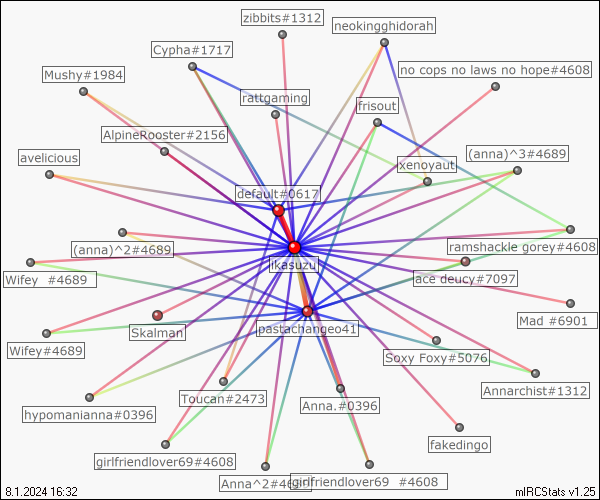 zibbits#1312
neokingghidorah
Cypha#1717
no cops no laws no hope#4608
Mushy#1984
rattgaming
frisout
AlpineRooster#2156
avelicious
xenoyaut
(anna)^3#4689
default#0617
(anna)^2#4689
ramshackle gorey#4608
ikasuzu
Wifey  #4689
ace deucy#7097
Skalman
pastachangeo41
Mad #6901
Wifey#4689
Soxy Foxy#5076
Annarchist#1312
Toucan#2473
Anna.#0396
hypomanianna#0396
fakedingo
girlfriendlover69#4608
Anna^2#46
girlfriendlover69  #4608
8.1.2024 16:32
mIRCStats v1.25